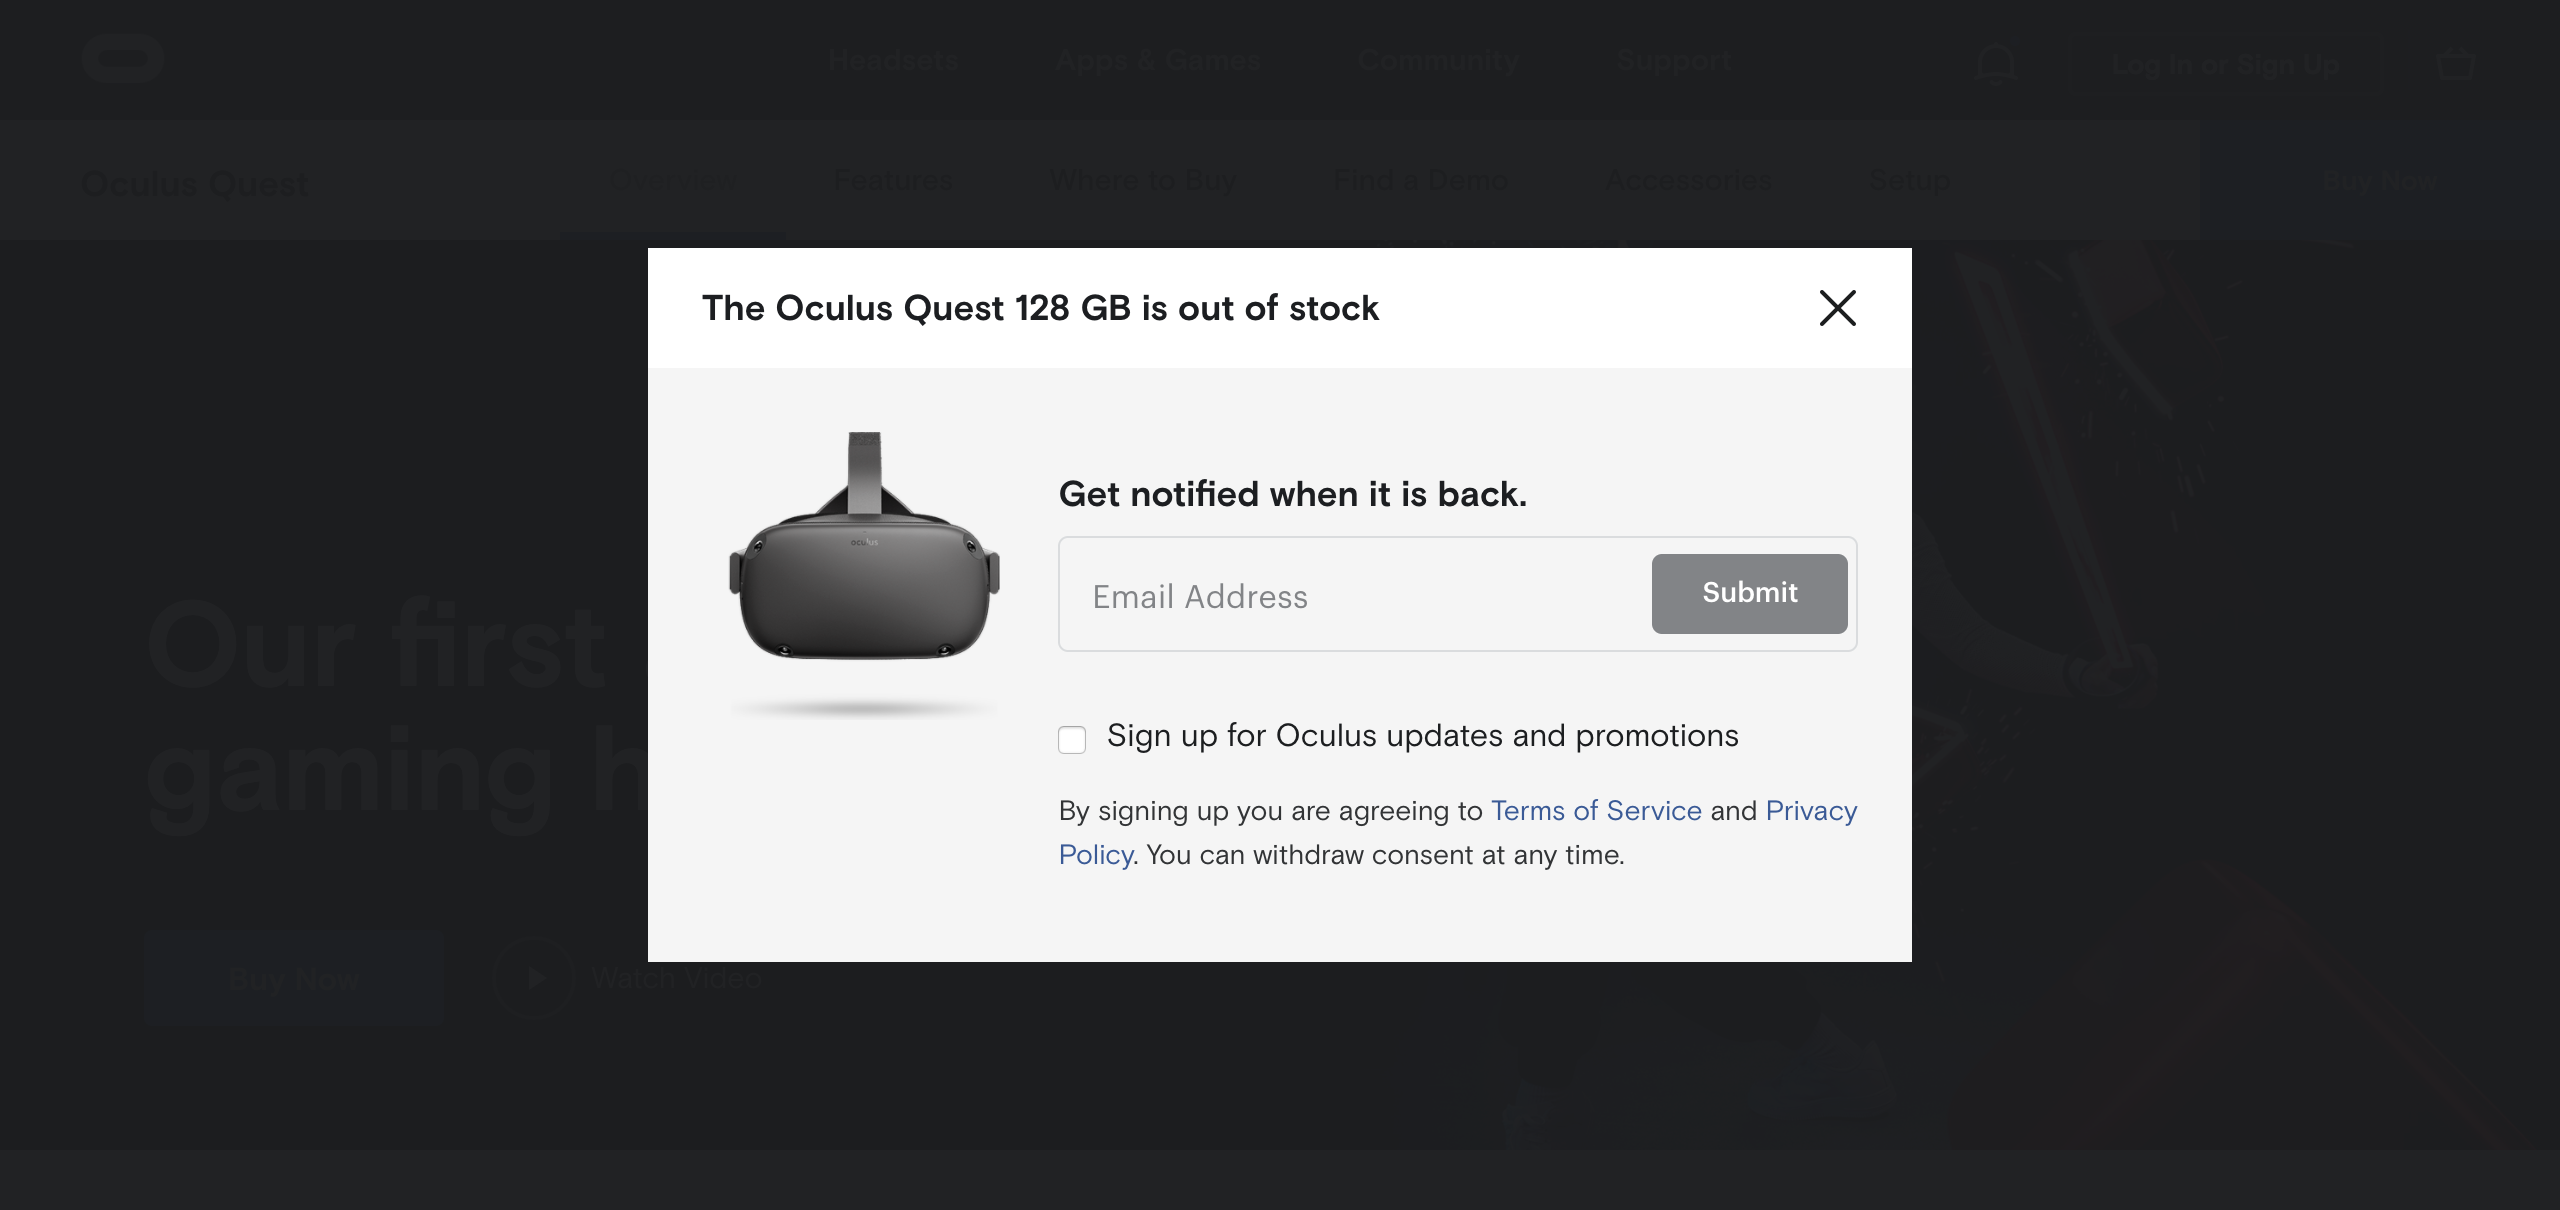 Headsets Apps & Games Community Support Log In or Sign Up
Oculus Quest Overview Features Where to Buy Find a Demo Accessories Setup Buy Now
The Oculus Quest 128 GB is out of stock
oculus
Get notified when it is back.
Email Address Submit
Our first
gaming h
Sign up for Oculus updates and promotions
By signing up you are agreeing to Terms of Service and Privacy
Policy. You can withdraw consent at any time.
Buy Now Watch Video